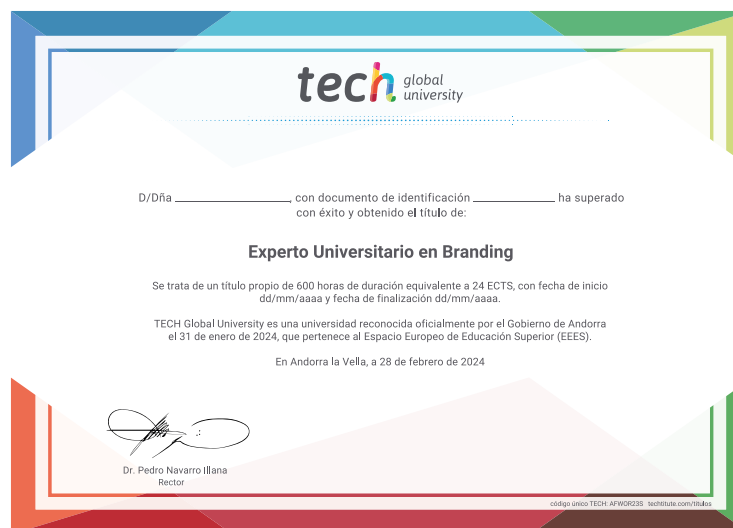 tech global university
D/Dña ______________, con documento de identificación ______________ ha superado
con éxito y obtenido el título de:
Experto Universitario en Branding
Se trata de un título propio de 600 horas de duración equivalente a 24 ECTS, con fecha de inicio
dd/mm/aaaa y fecha de finalización dd/mm/aaaa.
TECH Global University es una universidad reconocida oficialmente por el Gobierno de Andorra
el 31 de enero de 2024, que pertenece al Espacio Europeo de Educación Superior (EEES).
En Andorra la Vella, a 28 de febrero de 2024
Dr. Pedro Navarro Illana
Rector
código único TECH: AFWOR23S techtitute.com/titulos